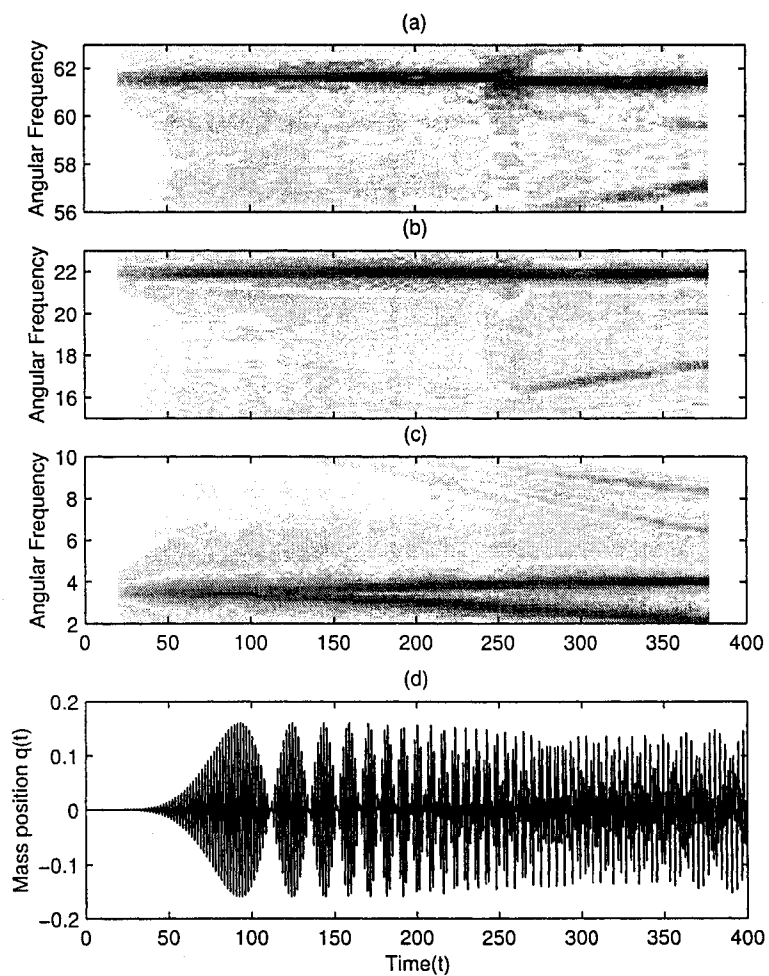 (a)
Angular Frequency
62
60
58
56
(b)
Angular Frequency
22
20
18
16
(c)
Angular Frequency
10
8
6
4
2
0 50 100 150 200 250 300 350 400
(d)
Mass position q(t)
0.2
0.1
0
−0.1
−0.2
0 50 100 150 200 250 300 350 400
Time(t)